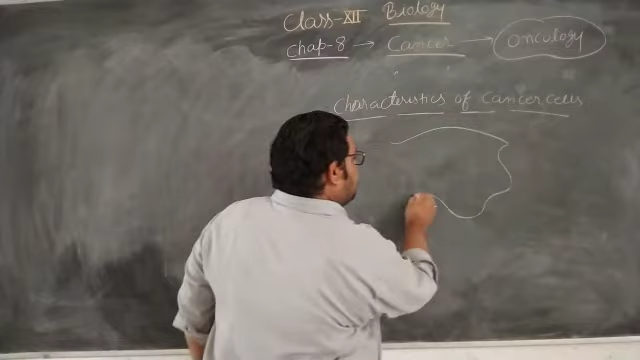 Class-XII Biology
chap-8 → Cancer → Oncology
Characteristics of Cancer cells